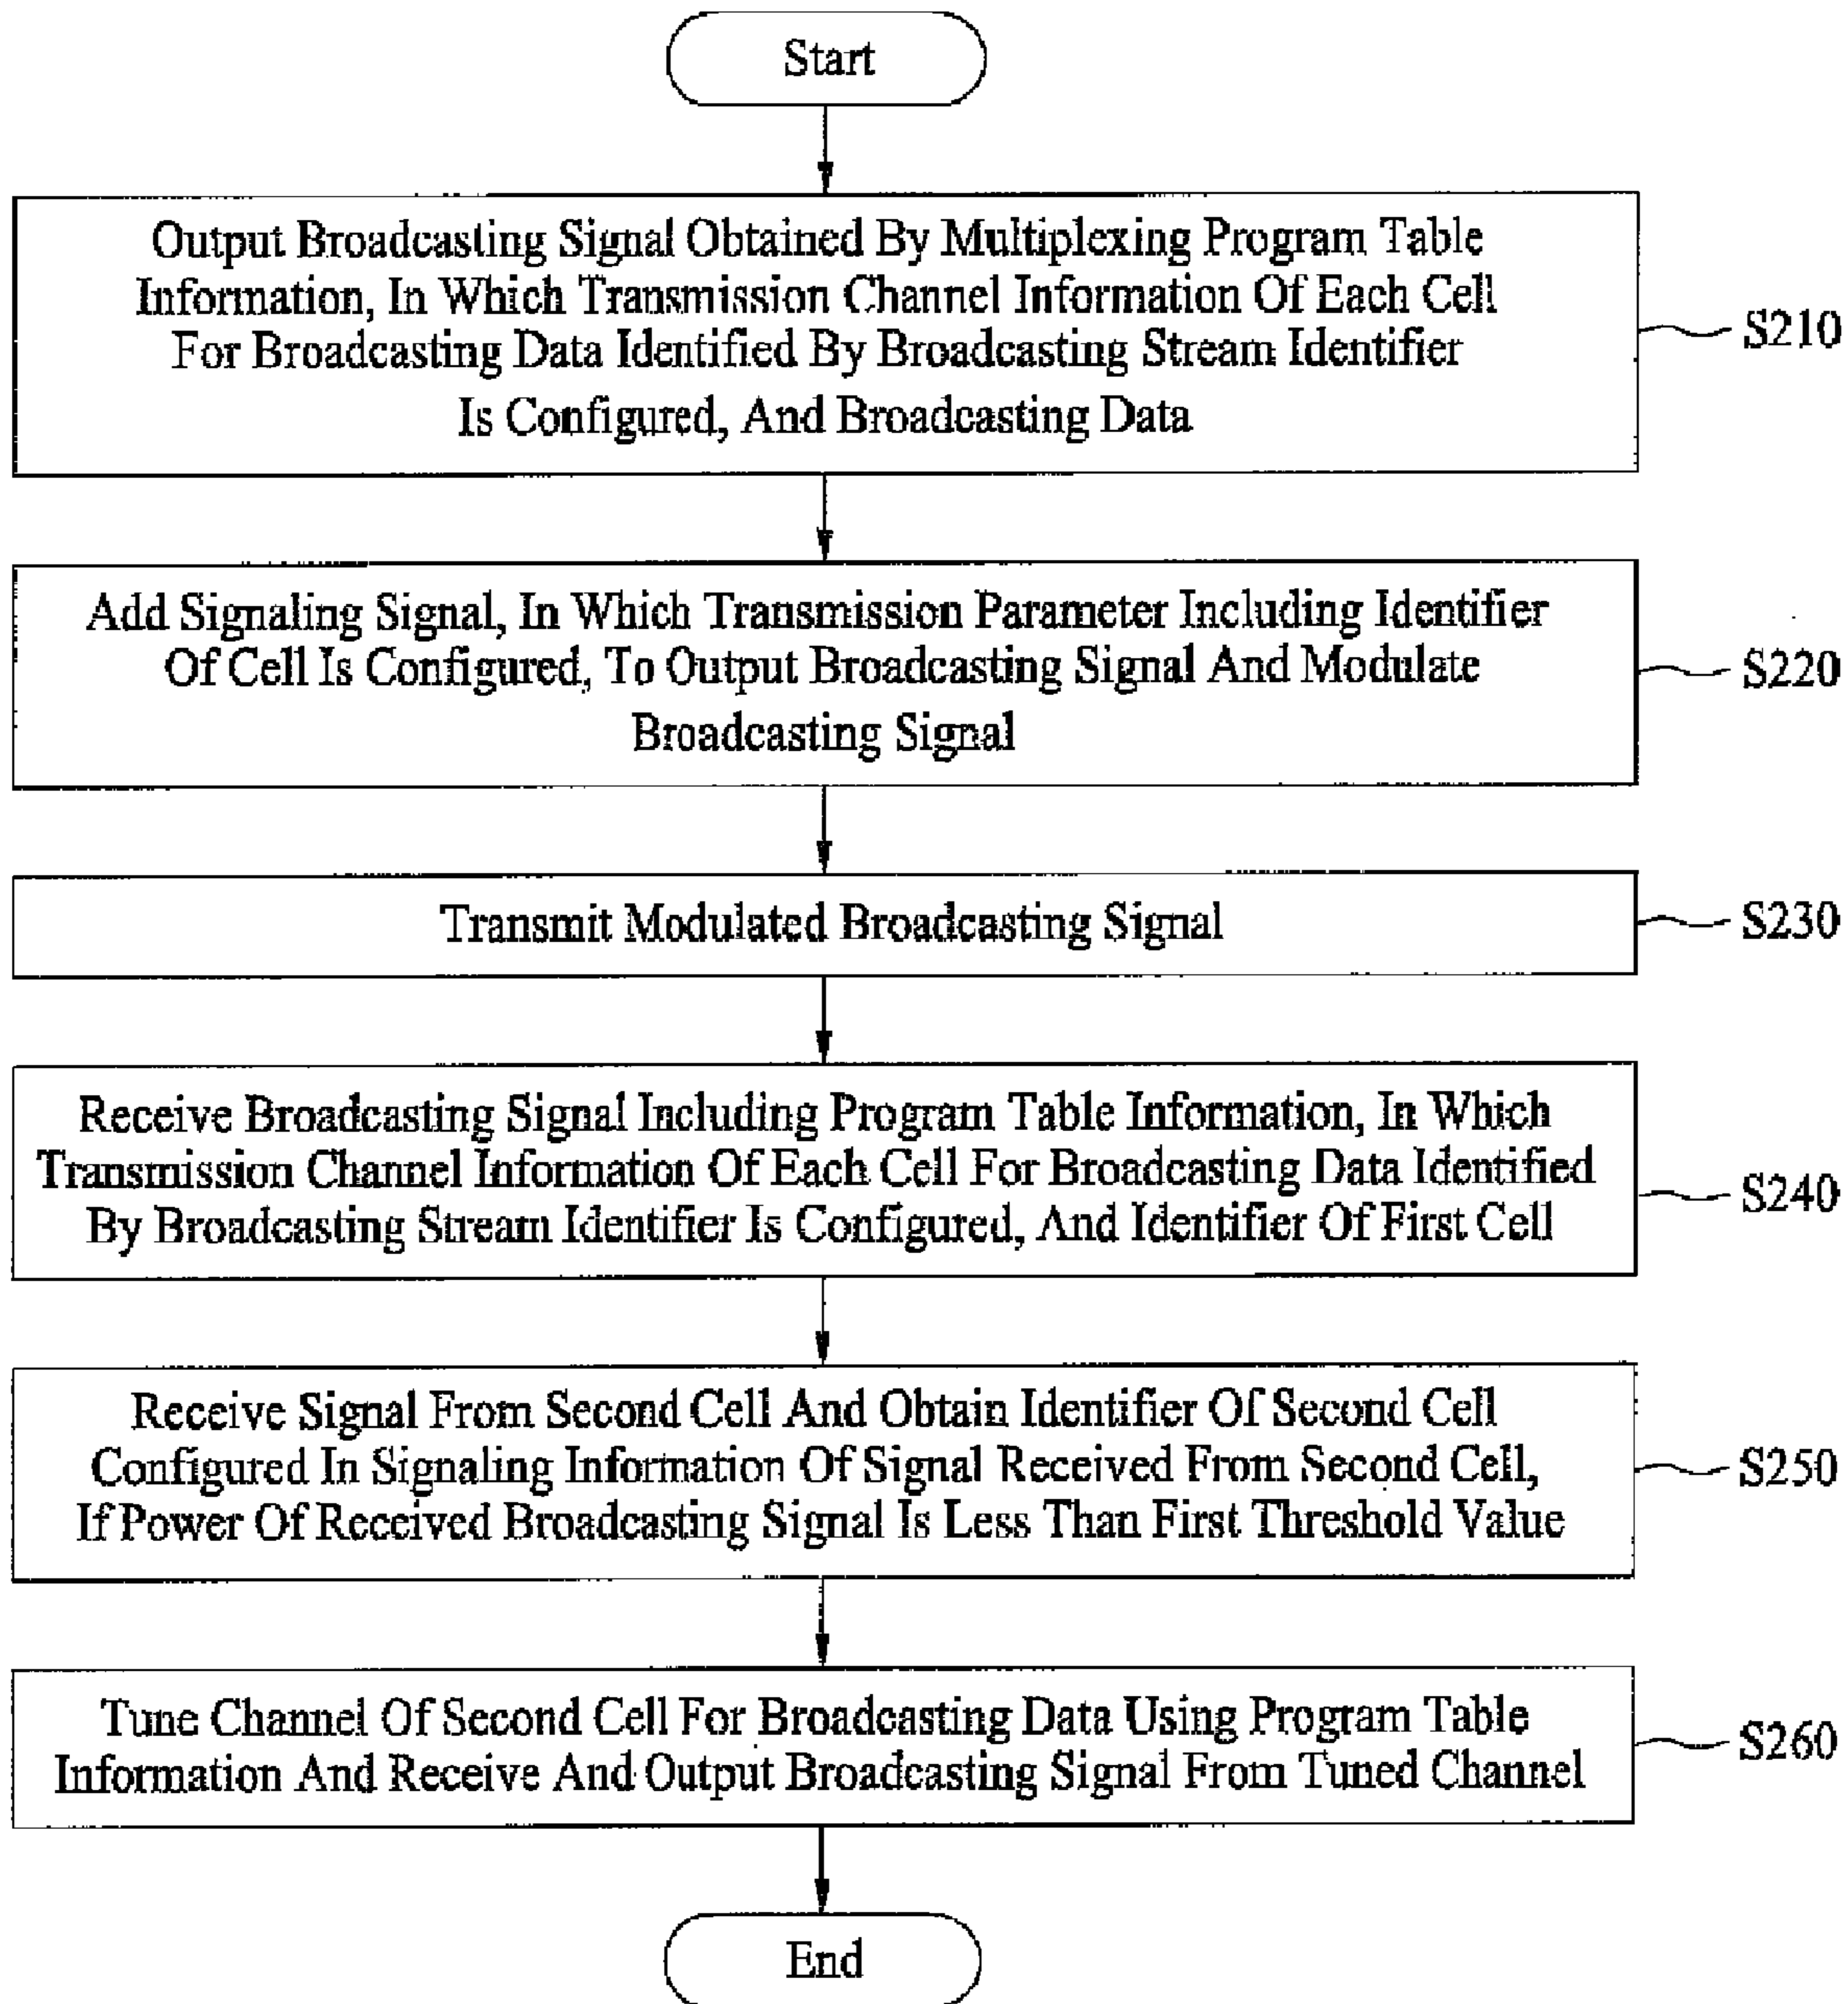 Start
Output Broadcasting Signal Obtained By Multiplexing Program Table
Information, In Which Transmission Channel Information Of Each Cell
For Broadcasting Data Identified By Broadcasting Stream Identifier
Is Configured, And Broadcasting Data
S210
Add Signaling Signal, In Which Transmission Parameter Including Identifier
Of Cell Is Configured, To Output Broadcasting Signal And Modulate
Broadcasting Signal
S220
Transmit Modulated Broadcasting Signal
S230
Receive Broadcasting Signal Including Program Table Information, In Which
Transmission Channel Information Of Each Cell For Broadcasting Data Identified
By Broadcasting Stream Identifier Is Configured, And Identifier Of First Cell
S240
Receive Signal From Second Cell And Obtain Identifier Of Second Cell
Configured In Signaling Information Of Signal Received From Second Cell,
If Power Of Received Broadcasting Signal Is Less Than First Threshold Value
S250
Tune Channel Of Second Cell For Broadcasting Data Using Program Table
Information And Receive And Output Broadcasting Signal From Tuned Channel
S260
End